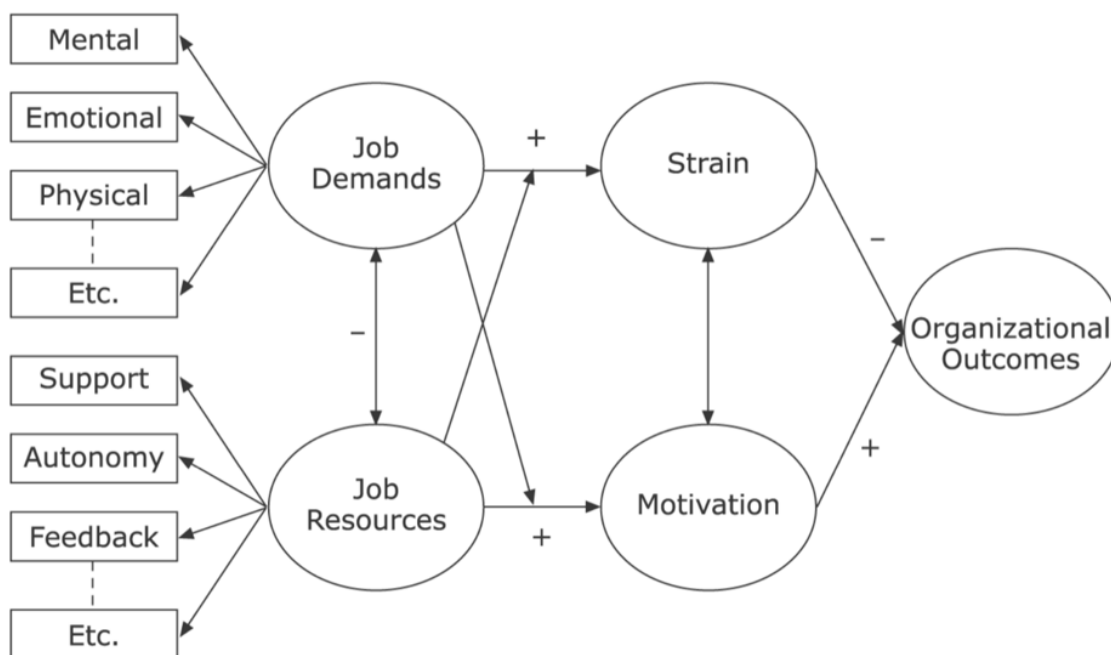 Mental
Emotional
Physical
Etc.
Support
Autonomy
Feedback
Etc.
Job
Demands
–
Job
Resources
+
+
Strain
Motivation
–
+
Organizational
Outcomes